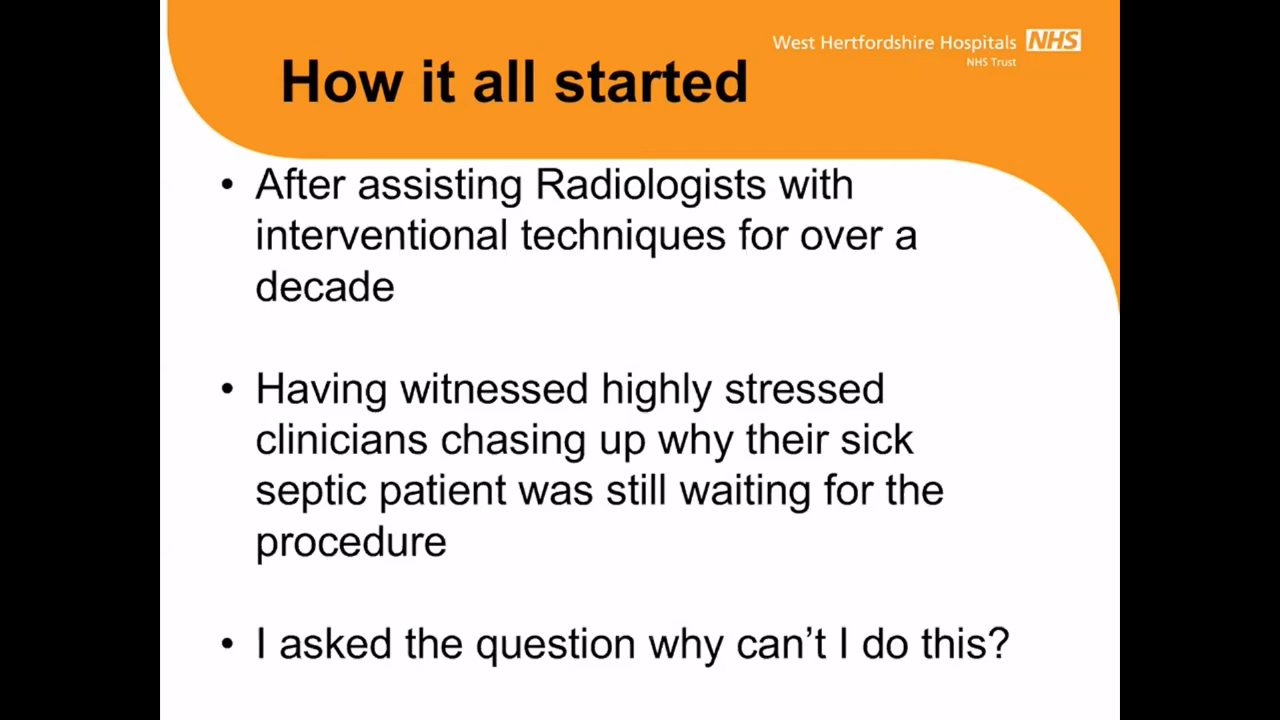 West Hertfordshire Hospitals NHS
NHS Trust
How it all started
• After assisting Radiologists with
interventional techniques for over a
decade
• Having witnessed highly stressed
clinicians chasing up why their sick
septic patient was still waiting for the
procedure
• I asked the question why can’t I do this?